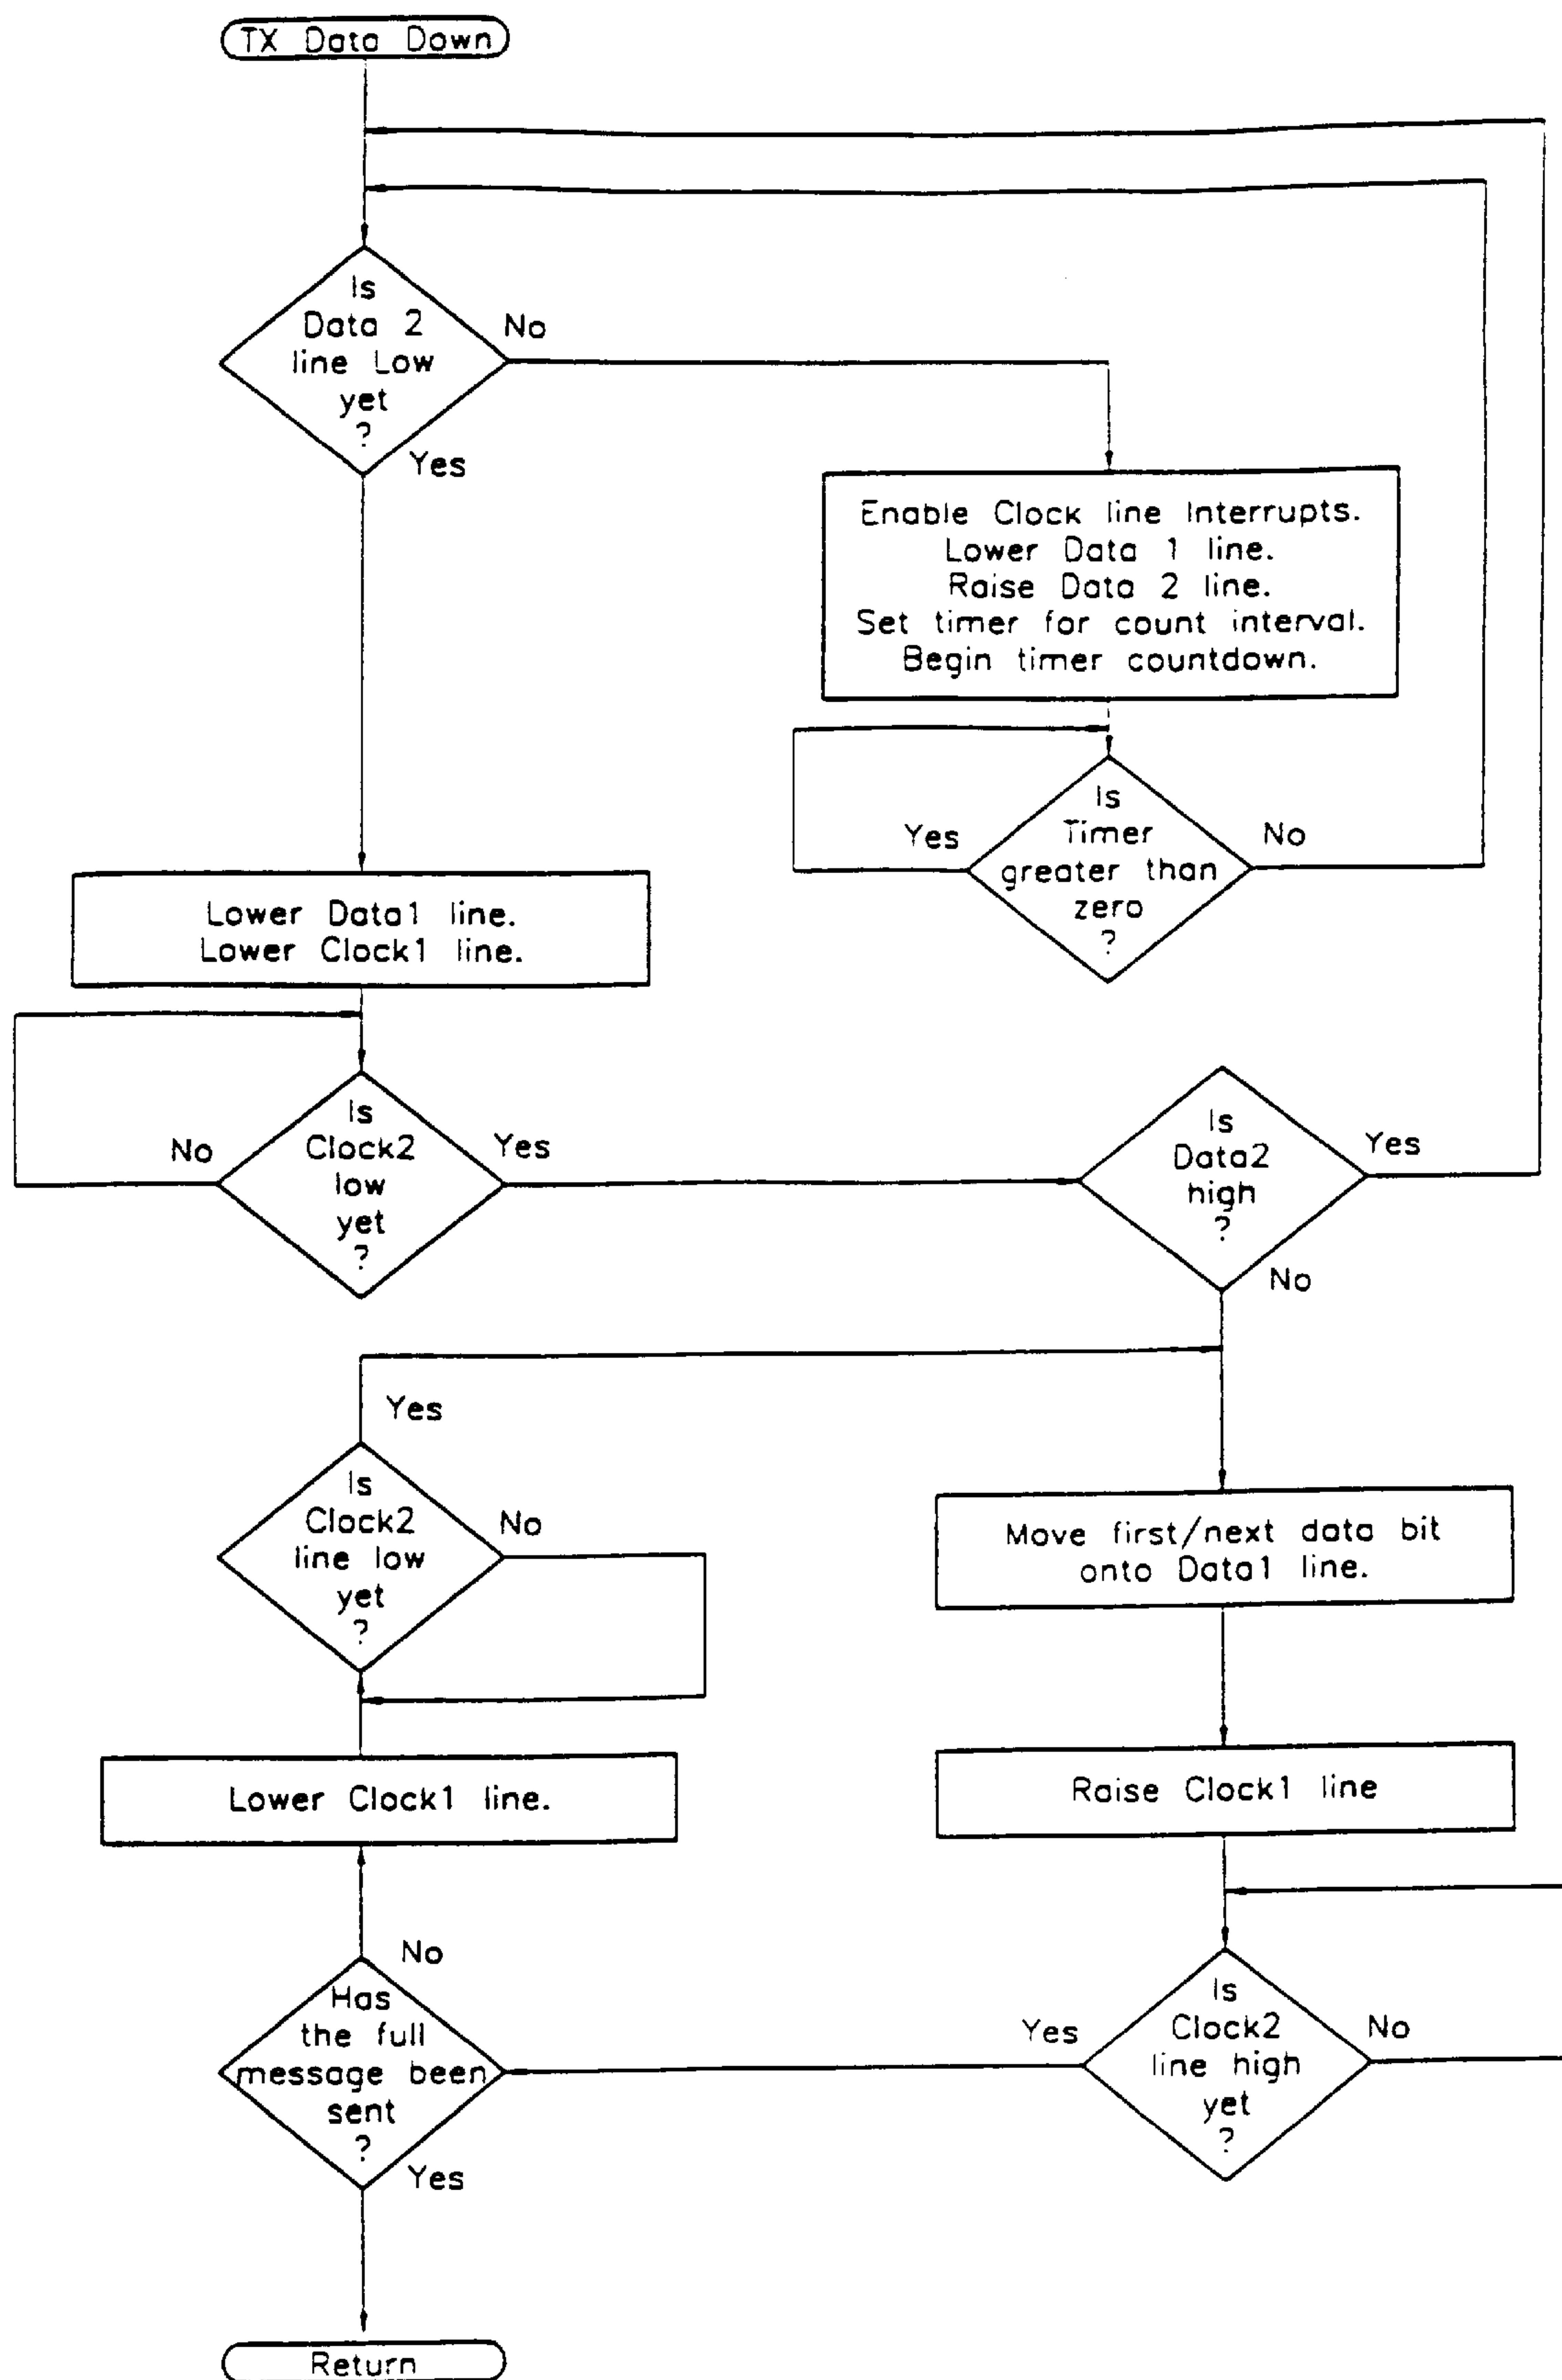 TX Data Down
Is
Data 2
line Low
yet
?
No
Yes
Enable Clock line Interrupts.
Lower Data 1 line.
Raise Data 2 line.
Set timer for count interval.
Begin timer countdown.
Is
Timer
greater than
zero
?
Yes
No
Lower Data1 line.
Lower Clock1 line.
Is
Clock2
low
yet
?
No
Yes
Is
Data2
high
?
Yes
No
Yes
Is
Clock2
line low
yet
?
No
Move first/next data bit
onto Data1 line.
Lower Clock1 line.
Raise Clock1 line
No
Has
the full
message been
sent
?
Yes
Is
Clock2
line high
yet
?
Yes
No
Return